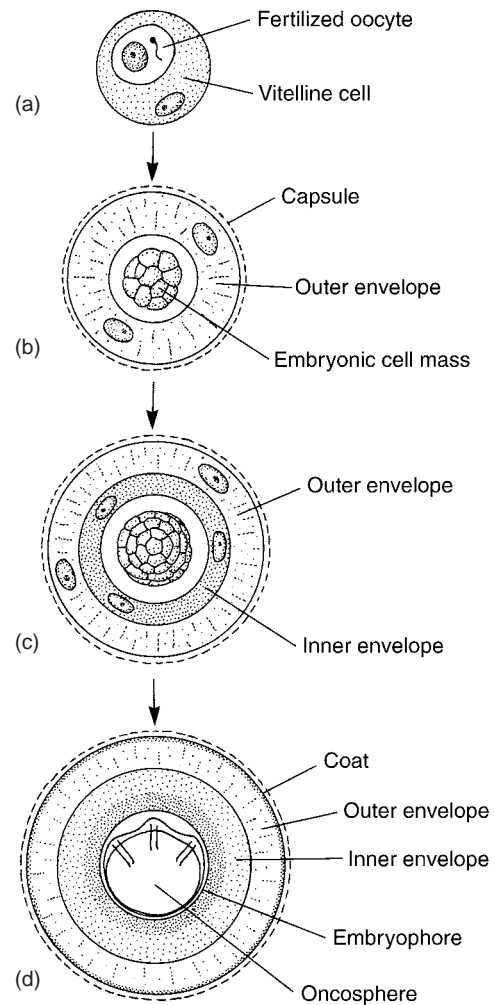 Fertilized oocyte
Vitelline cell
(a)
Capsule
Outer envelope
(b)
Embryonic cell mass
Outer envelope
(c)
Inner envelope
Coat
Outer envelope
Inner envelope
Embryophore
(d)
Oncosphere